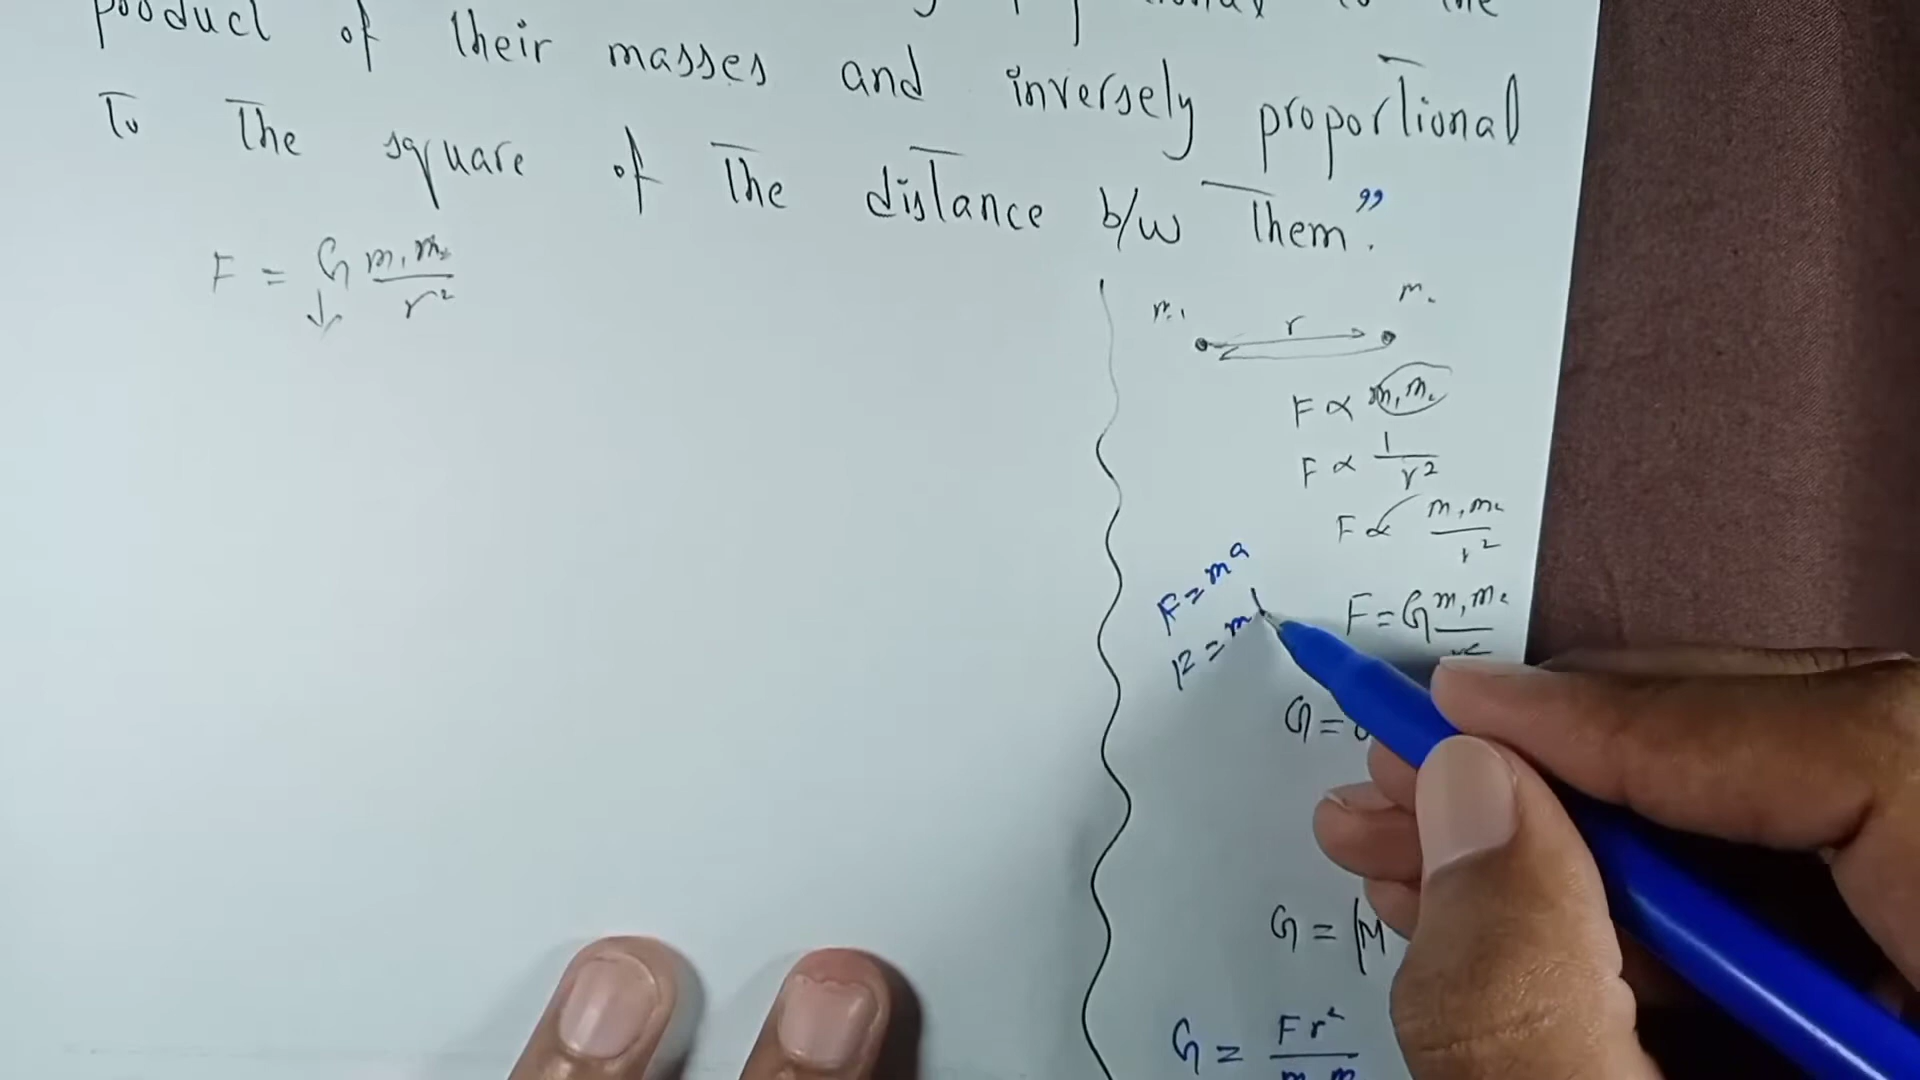 product of their masses and inversely proportional
To The square of The distance b/w Them”.
F = G m₁m₂/r²
m₁ m₂
r
F ∝ m₁m₂
F ∝ 1/r²
F ∝ m₁m₂/r²
F = ma
F = m
F = G m₁m₂
G =
G = [M
G = Fr²/m m